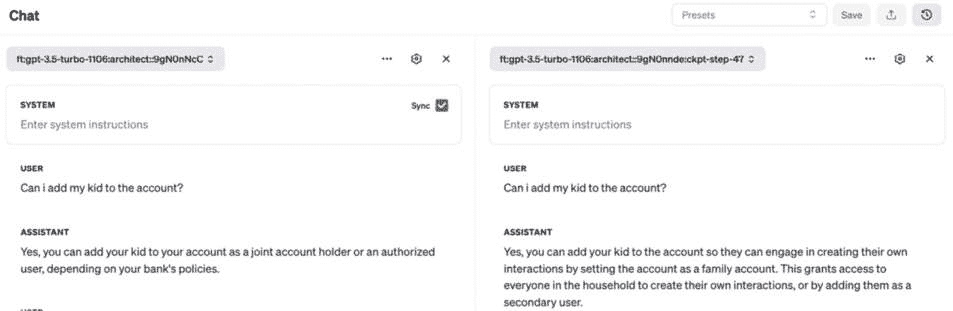 Chat
Presets
Save
ft:gpt-3.5-turbo-1106:architect::9gN0nNcC
SYSTEM
Sync
Enter system instructions
USER
Can i add my kid to the account?
ASSISTANT
Yes, you can add your kid to your account as a joint account holder or an authorized
user, depending on your bank's policies.
ft:gpt-3.5-turbo-1106:architect::9gN0nnde:ckpt-step-47
SYSTEM
Enter system instructions
USER
Can i add my kid to the account?
ASSISTANT
Yes, you can add your kid to the account so they can engage in creating their own
interactions by setting the account as a family account. This grants access to
everyone in the household to create their own interactions, or by adding them as a
secondary user.